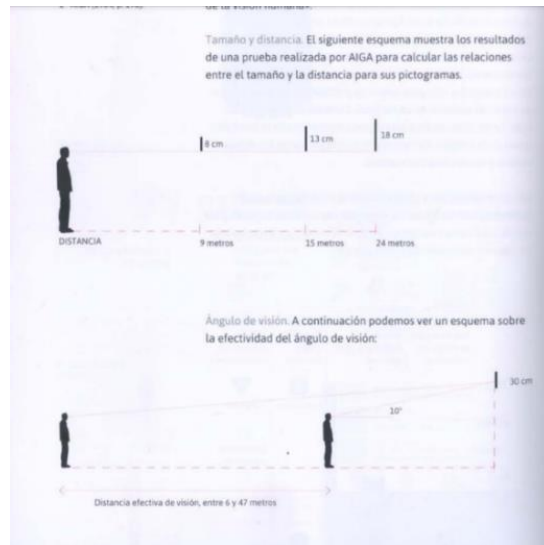 de la visión humana».
Tamaño y distancia. El siguiente esquema muestra los resultados
de una prueba realizada por AIGA para calcular las relaciones
entre el tamaño y la distancia para sus pictogramas.
8 cm
13 cm
18 cm
DISTANCIA
9 metros
15 metros
24 metros
Ángulo de visión. A continuación podemos ver un esquema sobre
la efectividad del ángulo de visión:
30 cm
10°
Distancia efectiva de visión, entre 6 y 47 metros